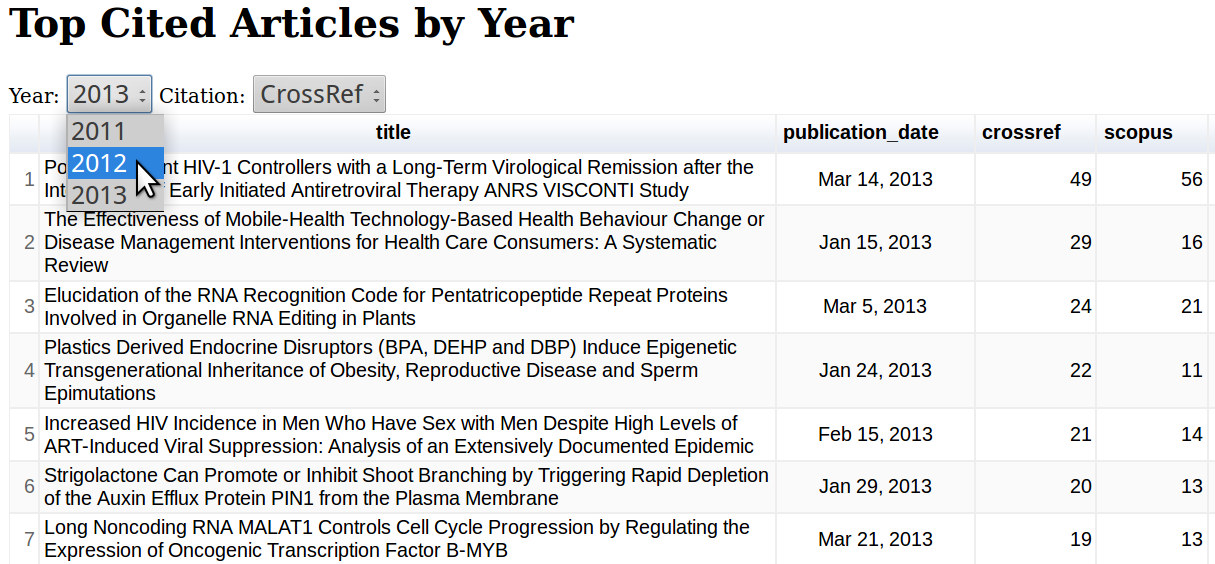 Top Cited Articles by Year
Year: 2013 Citation: CrossRef
2011
2012
2013
title publication_date crossref scopus
1 nt HIV-1 Controllers with a Long-Term Virological Remission after the
Early Initiated Antiretroviral Therapy ANRS VISCONTI Study
Mar 14, 2013 49 56
2 The Effectiveness of Mobile-Health Technology-Based Health Behaviour Change or
Disease Management Interventions for Health Care Consumers: A Systematic
Review
Jan 15, 2013 29 16
3 Elucidation of the RNA Recognition Code for Pentatricopeptide Repeat Proteins
Involved in Organelle RNA Editing in Plants
Mar 5, 2013 24 21
4 Plastics Derived Endocrine Disruptors (BPA, DEHP and DBP) Induce Epigenetic
Transgenerational Inheritance of Obesity, Reproductive Disease and Sperm
Epimutations
Jan 24, 2013 22 11
5 Increased HIV Incidence in Men Who Have Sex with Men Despite High Levels of
ART-Induced Viral Suppression: Analysis of an Extensively Documented Epidemic
Feb 15, 2013 21 14
6 Strigolactone Can Promote or Inhibit Shoot Branching by Triggering Rapid Depletion
of the Auxin Efflux Protein PIN1 from the Plasma Membrane
Jan 29, 2013 20 13
7 Long Noncoding RNA MALAT1 Controls Cell Cycle Progression by Regulating the
Expression of Oncogenic Transcription Factor B-MYB
Mar 21, 2013 19 13